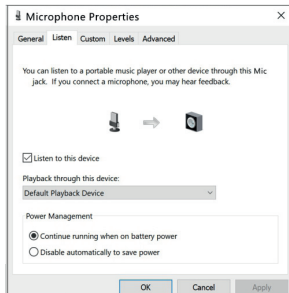 Microphone Properties
General Listen Custom Levels Advanced
You can listen to a portable music player or other device through this Mic
jack. If you connect a microphone, you may hear feedback.
Listen to this device
Playback through this device:
Default Playback Device
Power Management
Continue running when on battery power
Disable automatically to save power
OK Cancel Apply